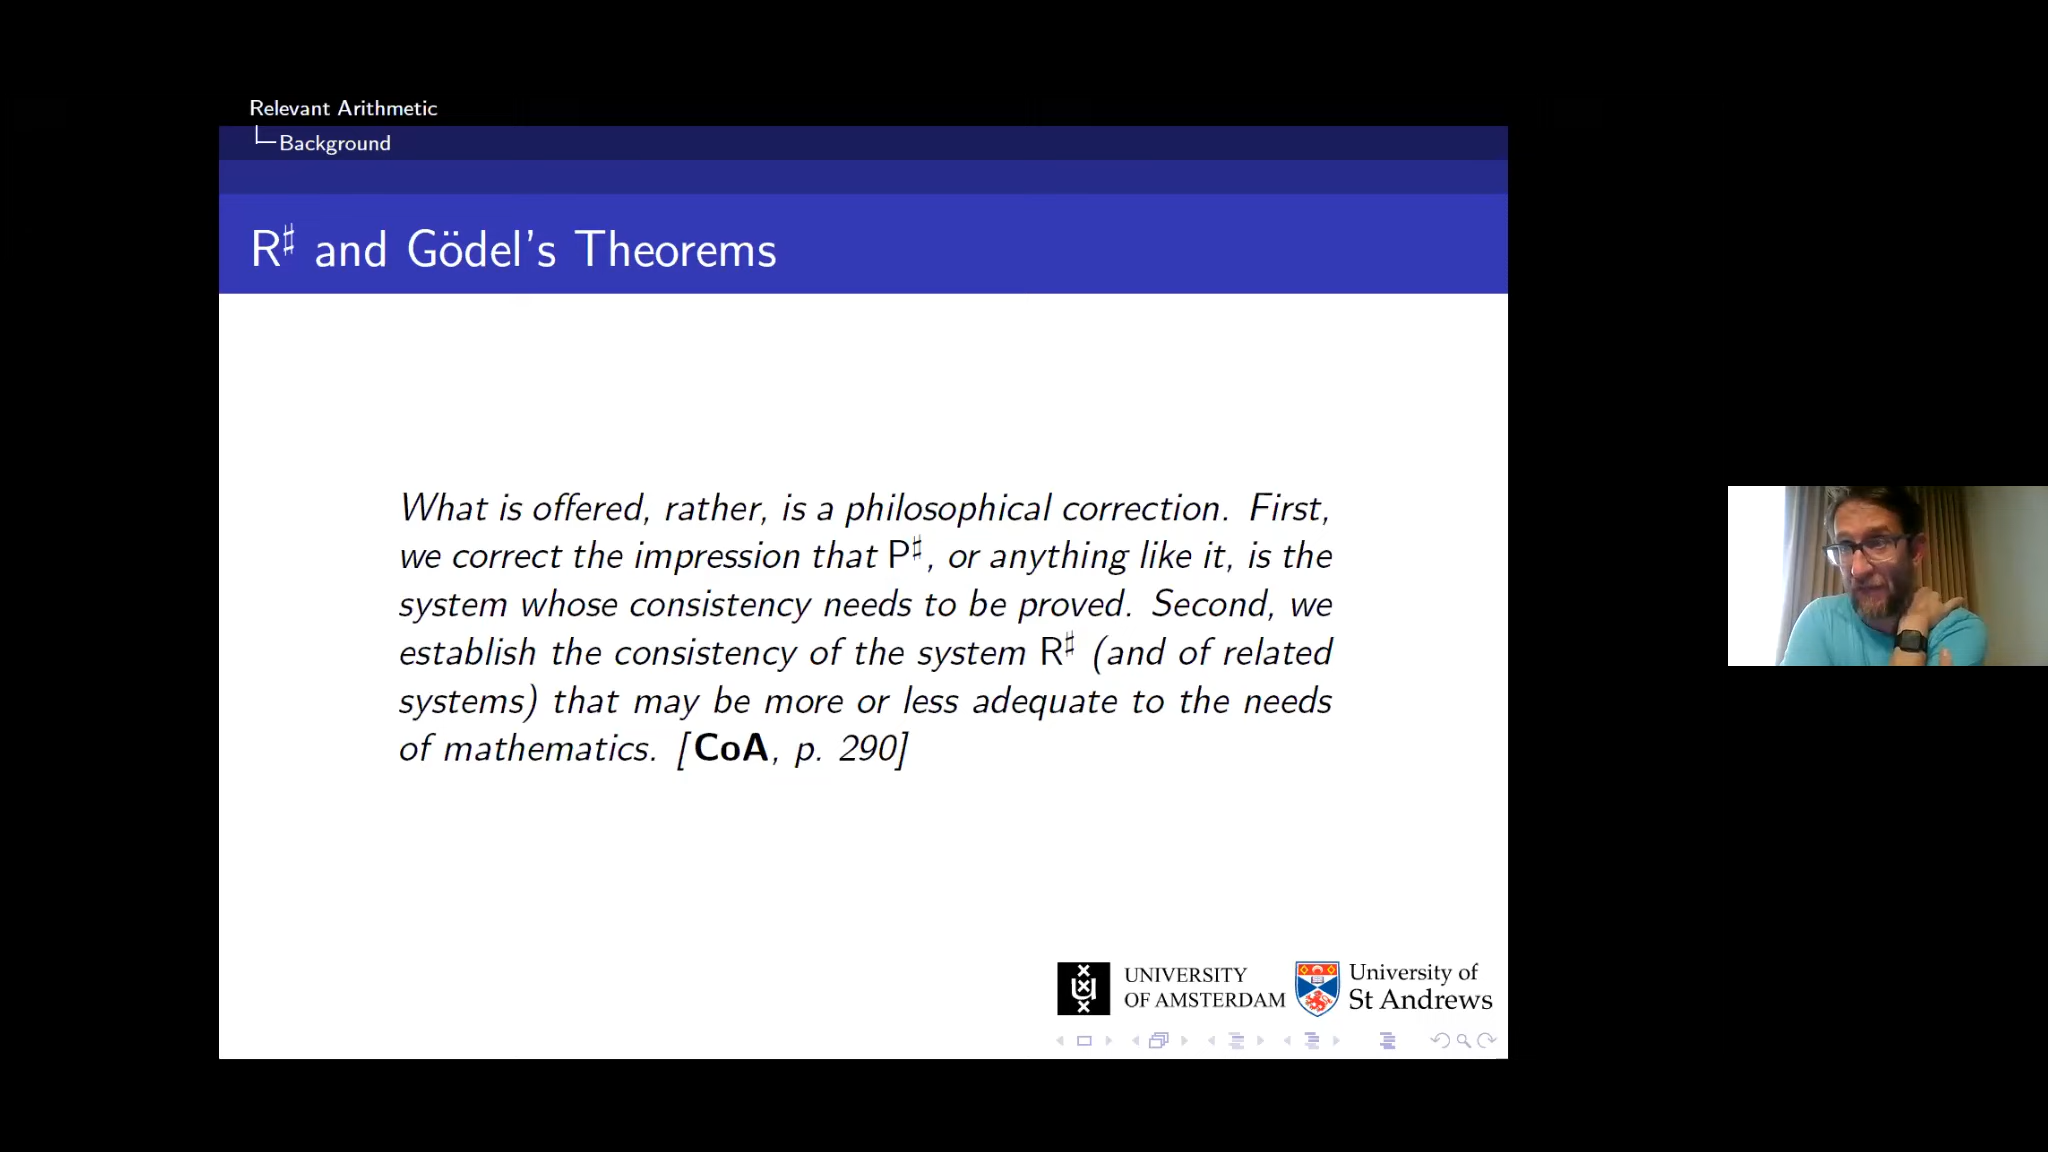 Relevant Arithmetic
Background
R♯ and Gödel's Theorems
What is offered, rather, is a philosophical correction. First,
we correct the impression that P♯, or anything like it, is the
system whose consistency needs to be proved. Second, we
establish the consistency of the system R♯ (and of related
systems) that may be more or less adequate to the needs
of mathematics. [CoA, p. 290]
UNIVERSITY
OF AMSTERDAM
University of
St Andrews